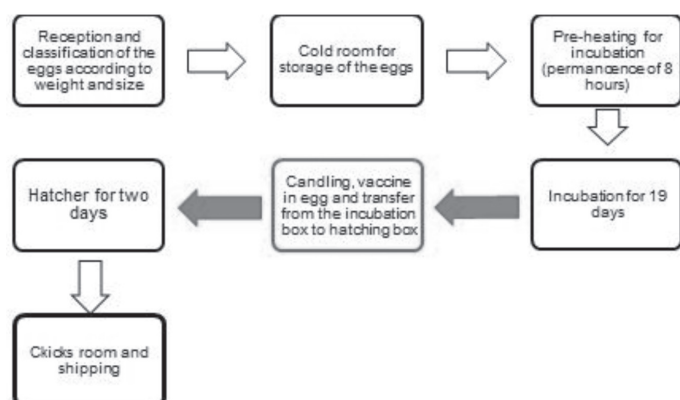 Reception and
classification of the
eggs according to
weight and size
Cold room for
storage of the eggs
Pre-heating for
incubation
(permanœnce of 8
hours)
Incubation for 19
days
Candling, vaccine
in egg and transfer
from the incubation
box to hatching box
Hatcher for two
days
Ckicks room and
shipping